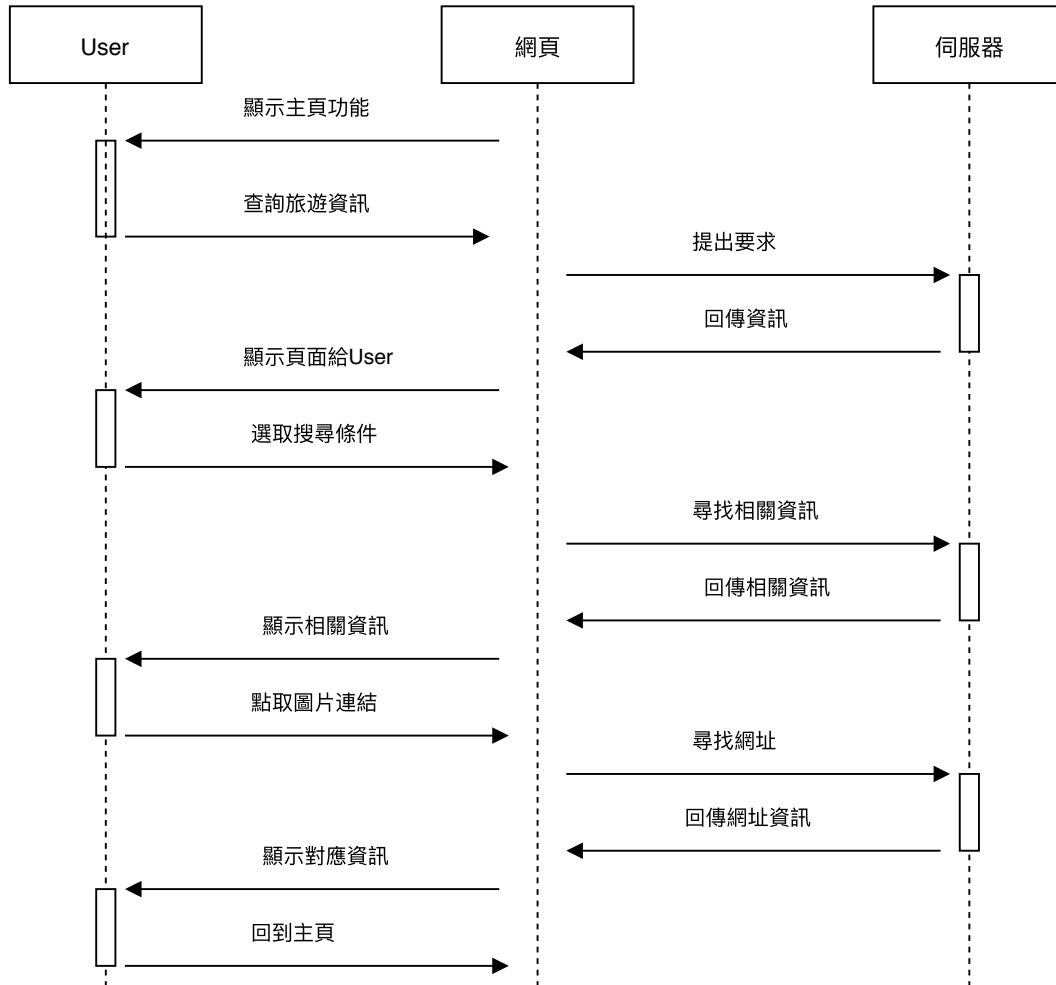 User
網頁
伺服器
顯示主頁功能
查詢旅遊資訊
提出要求
回傳資訊
顯示頁面給User
選取搜尋條件
尋找相關資訊
回傳相關資訊
顯示相關資訊
點取圖片連結
尋找網址
回傳網址資訊
顯示對應資訊
回到主頁